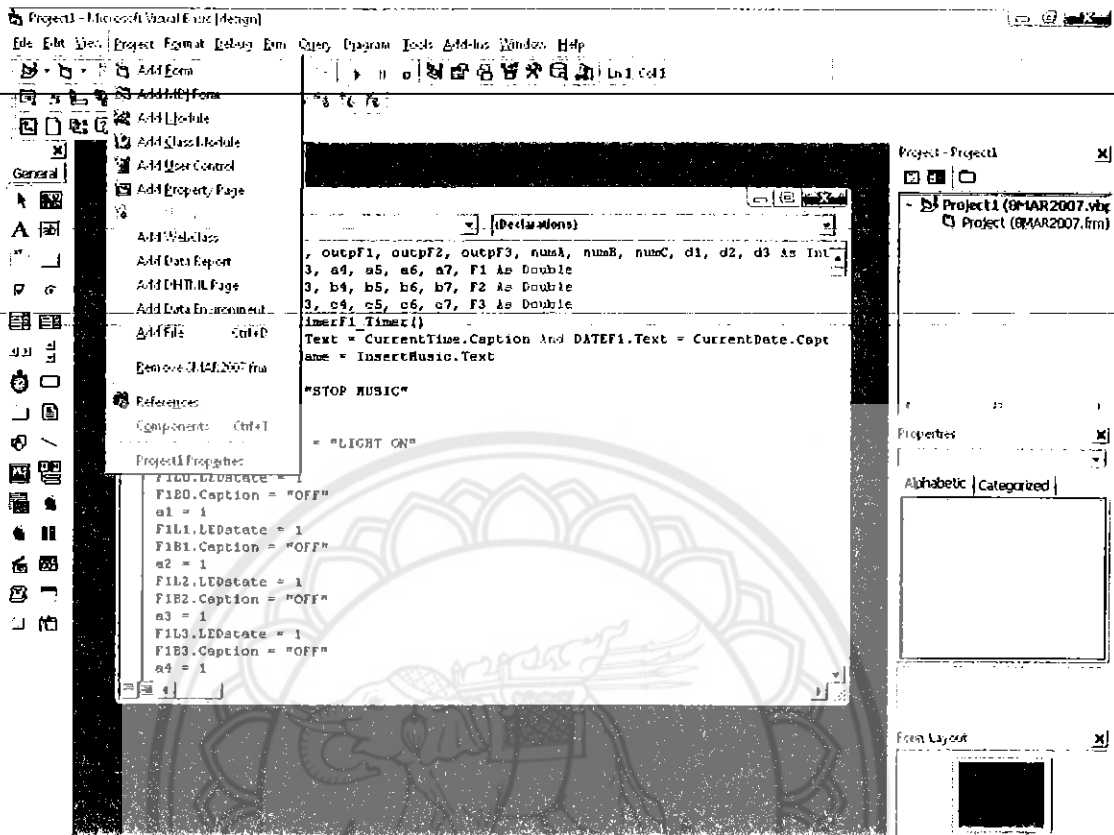 Project1 - Microsoft Visual Basic [design]
File Edit View Project Format Debug Run Query Diagram Tools Add-Ins Window Help
Ln 1, Col 1
Add Form
Add MDI Form
Add Module
Add Class Module
Add User Control
Add Property Page
Add WebClass
Add Data Report
Add DHTML Page
Add Data Environment
Add File... Ctrl+D
Remove 8MAR2007.frm
References...
Components... Ctrl+T
Project1 Properties...
General
(Declarations)
, outpF1, outpF2, outpF3, numA, numB, numC, d1, d2, d3 As Int
3, a4, a5, a6, a7, F1 As Double
3, b4, b5, b6, b7, F2 As Double
3, c4, c5, c6, c7, F3 As Double
imerF1_Timer()
Text = CurrentTime.Caption And DATEF1.Text = CurrentDate.Capt
ame = InsertMusic.Text
"STOP MUSIC"
= "LIGHT ON"
F1L0.LEDstate = 1
F1B0.Caption = "OFF"
a1 = 1
F1L1.LEDstate = 1
F1B1.Caption = "OFF"
a2 = 1
F1L2.LEDstate = 1
F1B2.Caption = "OFF"
a3 = 1
F1L3.LEDstate = 1
F1B3.Caption = "OFF"
a4 = 1
Project - Project1
Project1 (8MAR2007.vbp
Project (8MAR2007.frm)
Properties
Alphabetic Categorized
Form Layout